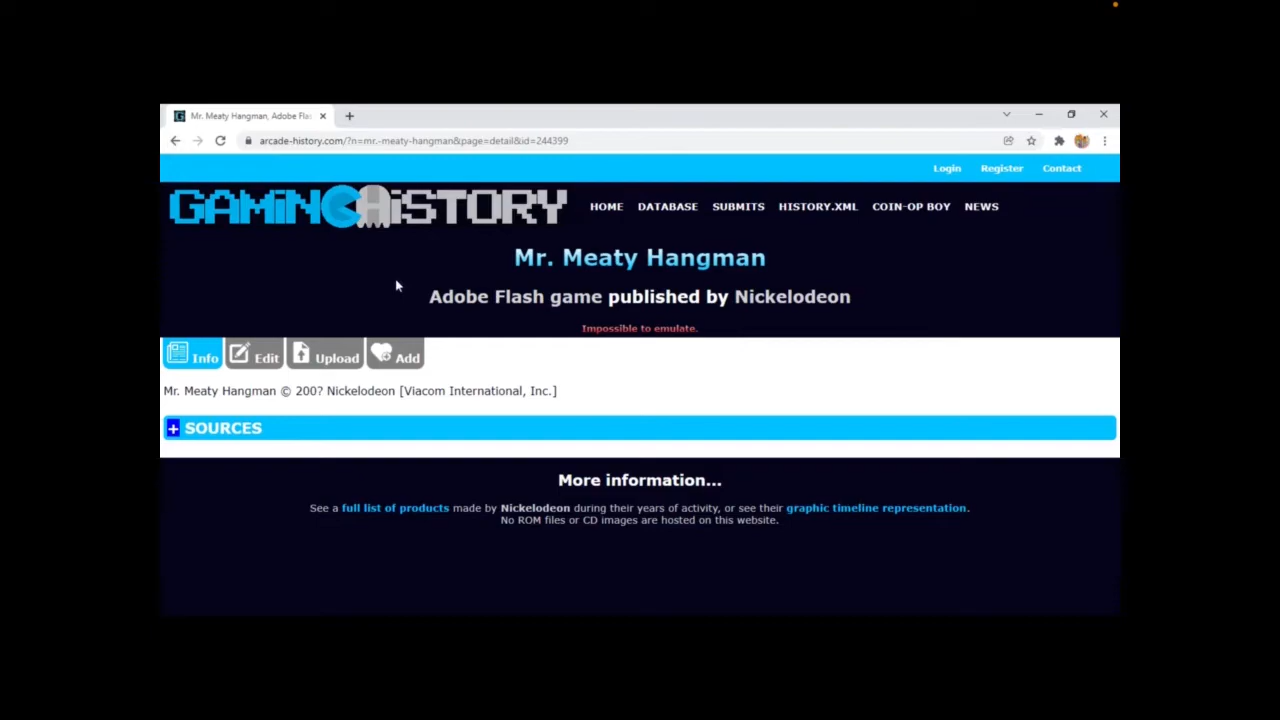 Mr. Meaty Hangman, Adobe Fla
arcade-history.com/?n=mr.-meaty-hangman&page=detail&id=244399
Login Register Contact
GAMiNG HiSTORY HOME DATABASE SUBMITS HISTORY.XML COIN-OP BOY NEWS
Mr. Meaty Hangman
Adobe Flash game published by Nickelodeon
Impossible to emulate.
Info Edit Upload Add
Mr. Meaty Hangman © 200? Nickelodeon [Viacom International, Inc.]
+ SOURCES
More information...
See a full list of products made by Nickelodeon during their years of activity, or see their graphic timeline representation.
No ROM files or CD images are hosted on this website.